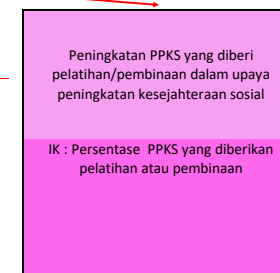 Peningkatan PPKS yang diberi
pelatihan/pembinaan dalam upaya
peningkatan kesejahteraan sosial
IK : Persentase  PPKS yang diberikan
pelatihan atau pembinaan